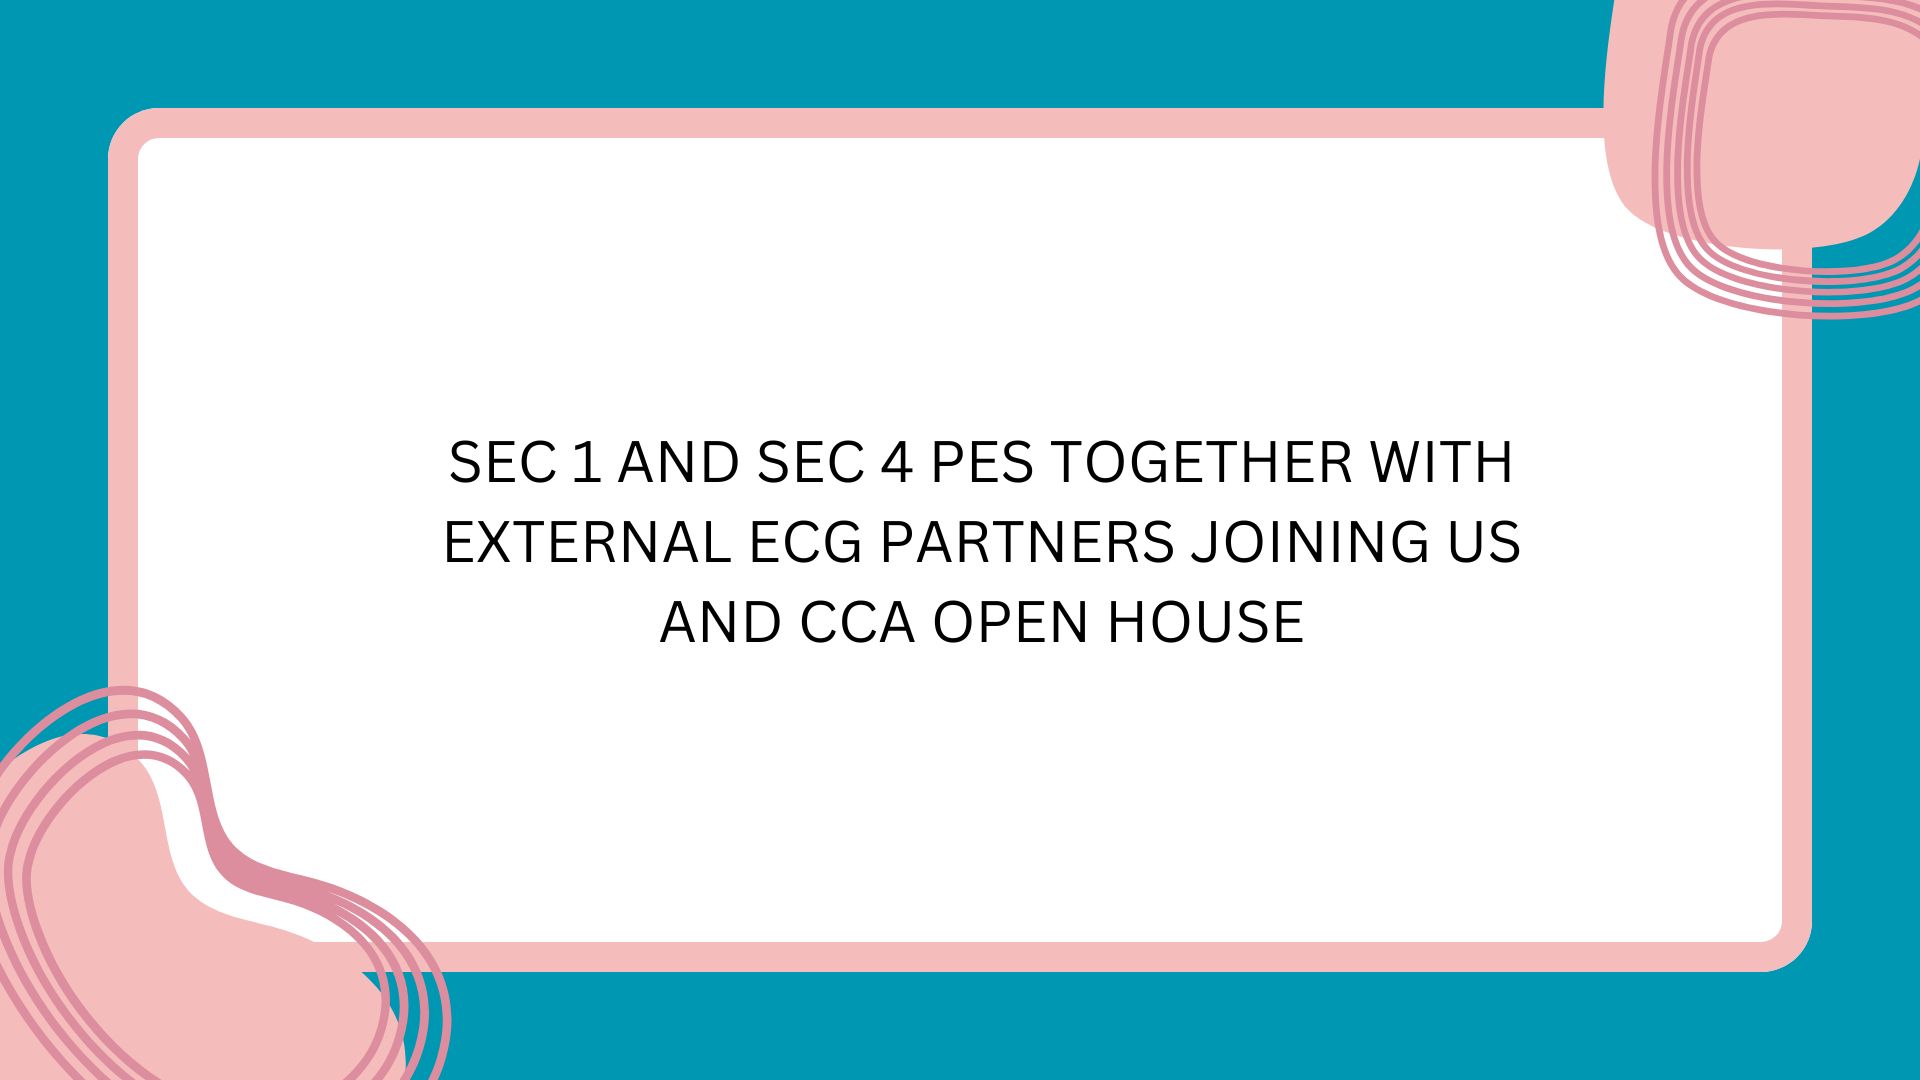 SEC 1 AND SEC 4 PES TOGETHER WITH
EXTERNAL ECG PARTNERS JOINING US
AND CCA OPEN HOUSE